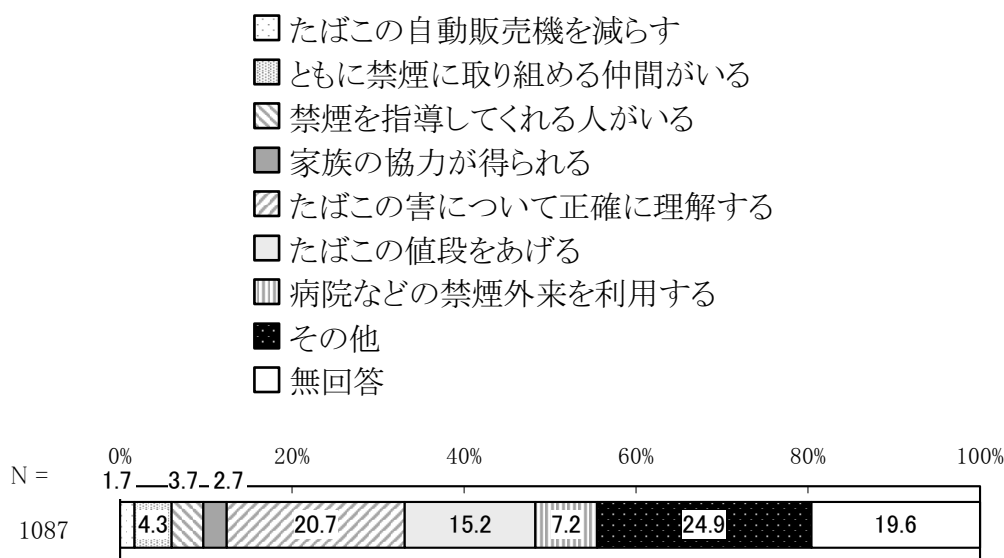 たばこの自動販売機を減らす
ともに禁煙に取り組める仲間がいる
禁煙を指導してくれる人がいる
家族の協力が得られる
たばこの害について正確に理解する
たばこの値段をあげる
病院などの禁煙外来を利用する
その他
無回答
0% 20% 40% 60% 80% 100%
N = 1.7 3.7 2.7
1087 4.3 20.7 15.2 7.2 24.9 19.6